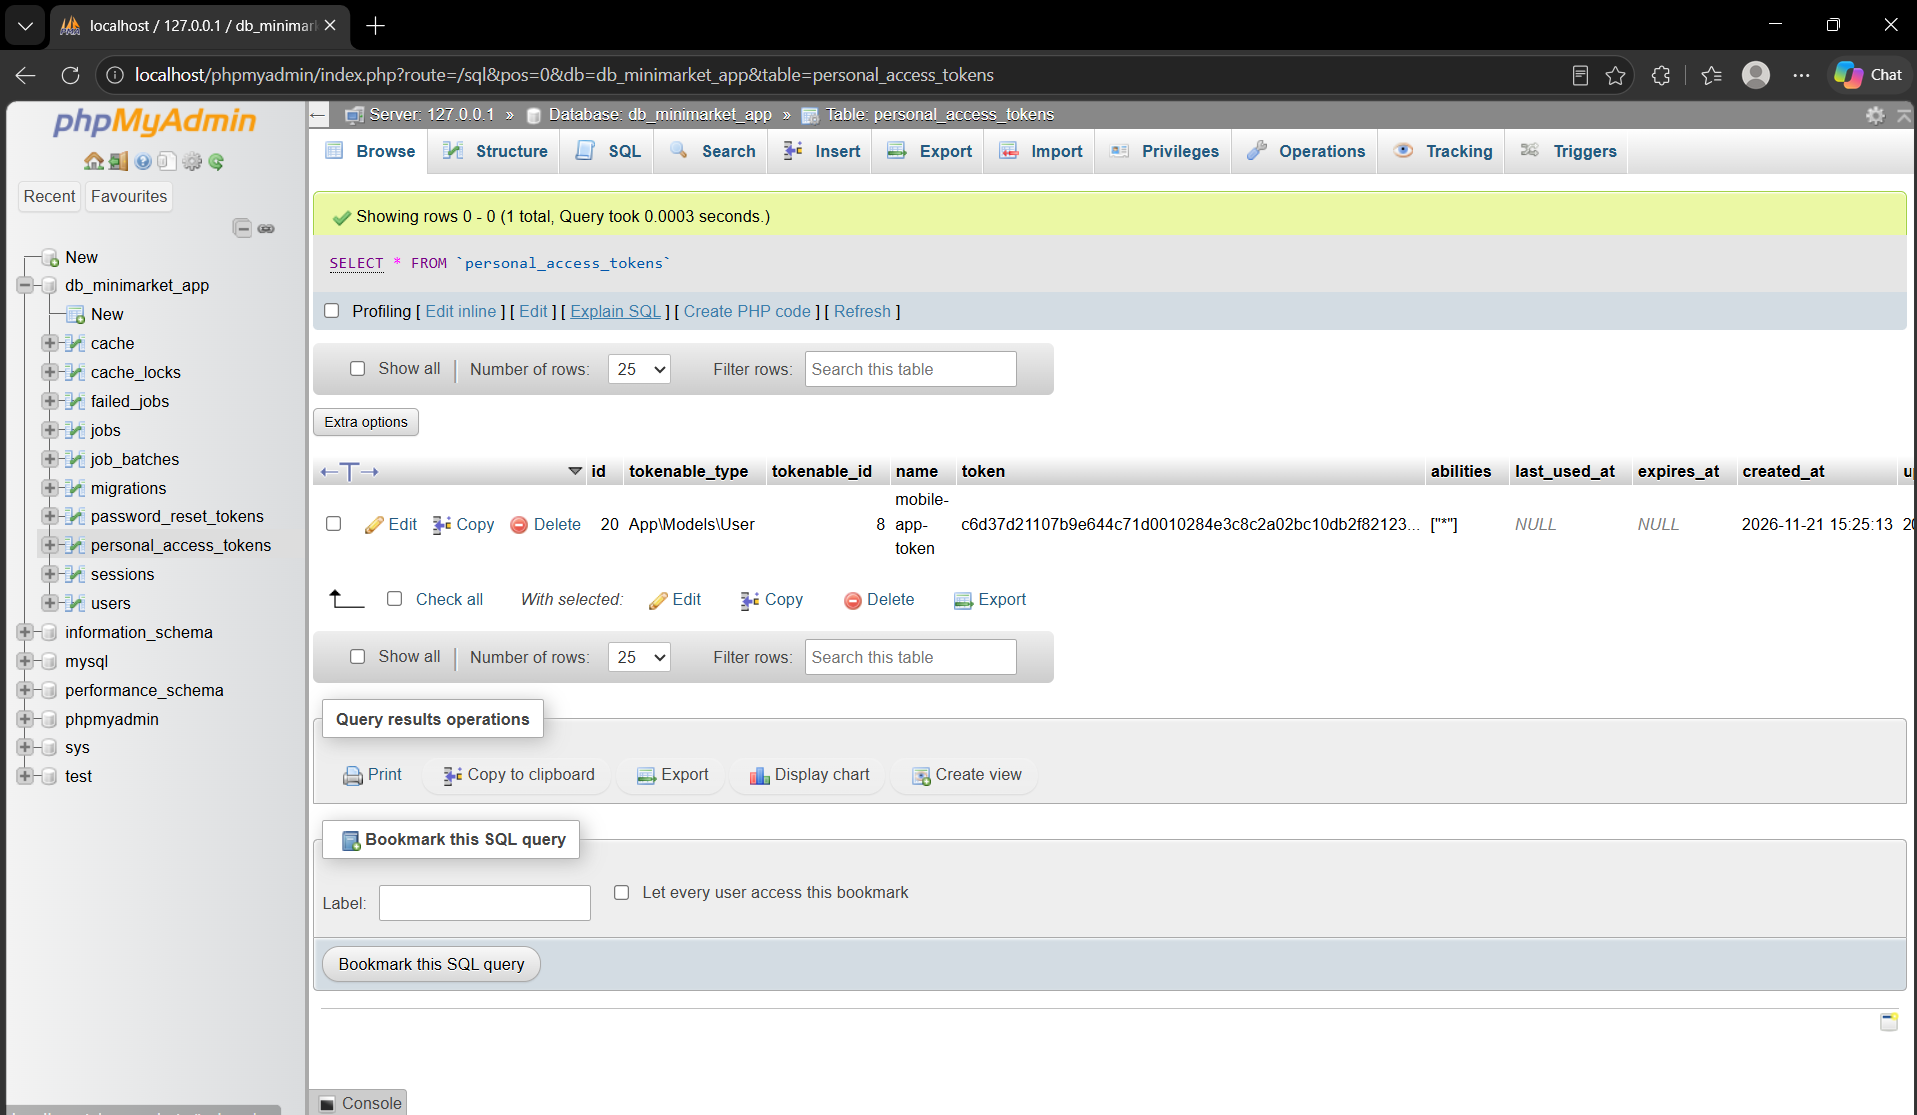 localhost / 127.0.0.1 / db_minimar
localhost/phpmyadmin/index.php?route=/sql&pos=0&db=db_minimarket_app&table=personal_access_tokens
Chat
phpMyAdmin
Recent
Favourites
New
db_minimarket_app
New
cache
cache_locks
failed_jobs
jobs
job_batches
migrations
password_reset_tokens
personal_access_tokens
sessions
users
information_schema
mysql
performance_schema
phpmyadmin
sys
test
Server: 127.0.0.1 » Database: db_minimarket_app » Table: personal_access_tokens
Browse Structure SQL Search Insert Export Import Privileges Operations Tracking Triggers
Showing rows 0 - 0 (1 total, Query took 0.0003 seconds.)
SELECT * FROM `personal_access_tokens`
Profiling [ Edit inline ] [ Edit ] [ Explain SQL ] [ Create PHP code ] [ Refresh ]
Show all Number of rows: 25 Filter rows: Search this table
Extra options
id tokenable_type tokenable_id name token abilities last_used_at expires_at created_at
Edit Copy Delete 20 App\Models\User 8 mobile-app-token c6d37d21107b9e644c71d0010284e3c8c2a02bc10db2f82123... ["*"] NULL NULL 2026-11-21 15:25:13
Check all With selected: Edit Copy Delete Export
Show all Number of rows: 25 Filter rows: Search this table
Query results operations
Print Copy to clipboard Export Display chart Create view
Bookmark this SQL query
Label: Let every user access this bookmark
Bookmark this SQL query
Console